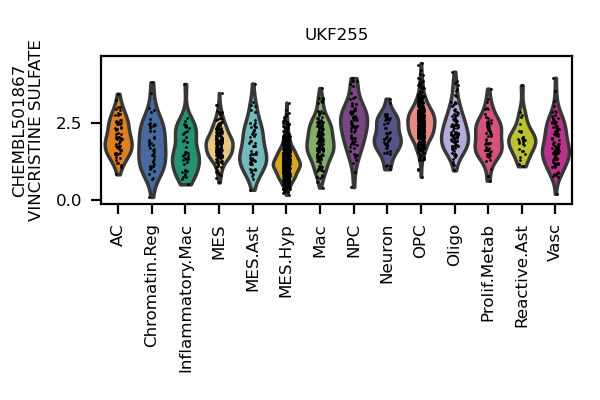 UKF255
CHEMBL501867
VINCRISTINE SULFATE
2.5
0.0
AC
Chromatin.Reg
Inflammatory.Mac
MES
MES.Ast
MES.Hyp
Mac
NPC
Neuron
OPC
Oligo
Prolif.Metab
Reactive.Ast
Vasc